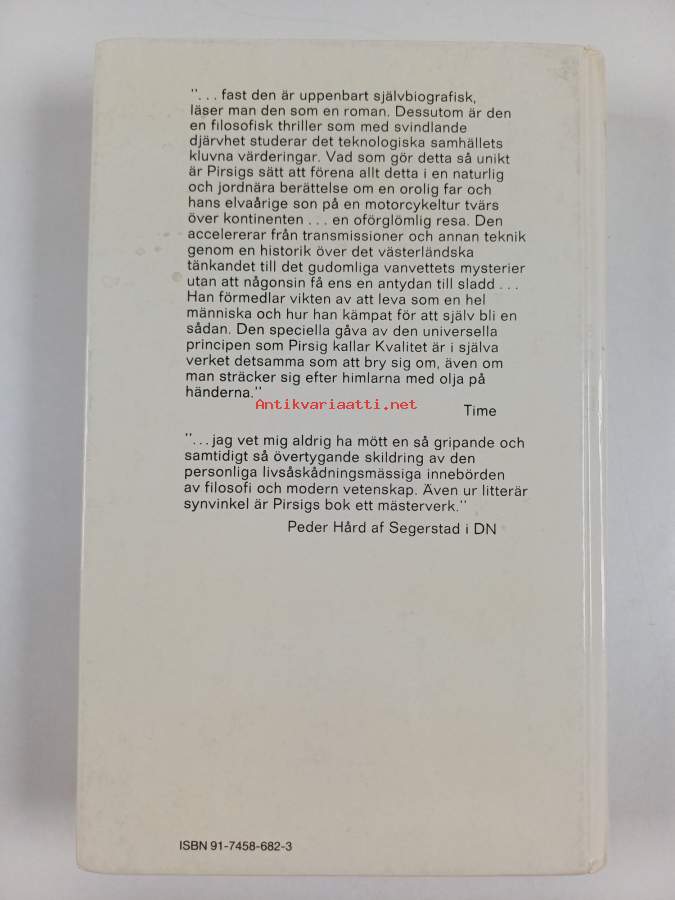 "... fast den är uppenbart självbiografisk,
läser man den som en roman. Dessutom är den
en filosofisk thriller som med svindlande
djärvhet studerar det teknologiska samhällets
kluvna värderingar. Vad som gör detta så unikt
är Pirsigs sätt att förena allt detta i en naturlig
och jordnära berättelse om en orolig far och
hans elvaårige son på en motorcykeltur tvärs
över kontinenten ... en oförglömlig resa. Den
accelererar från transmissioner och annan teknik
genom en historik över det västerländska
tänkandet till det gudomliga vanvettets mysterier
utan att någonsin få ens en antydan till sladd ...
Han förmedlar vikten av att leva som en hel
människa och hur han kämpat för att själv bli en
sådan. Den speciella gåva av den universella
principen som Pirsig kallar Kvalitet är i själva
verket detsamma som att bry sig om, även om
man sträcker sig efter himlarna med olja på
händerna."
Antikvariaatti.net
Time
"...jag vet mig aldrig ha mött en så gripande och
samtidigt så övertygande skildring av den
personliga livsåskådningsmässiga innebörden
av filosofi och modern vetenskap. Även ur litterär
synvinkel är Pirsigs bok ett mästerverk."
Peder Hård af Segerstad i DN
ISBN 91-7458-682-3